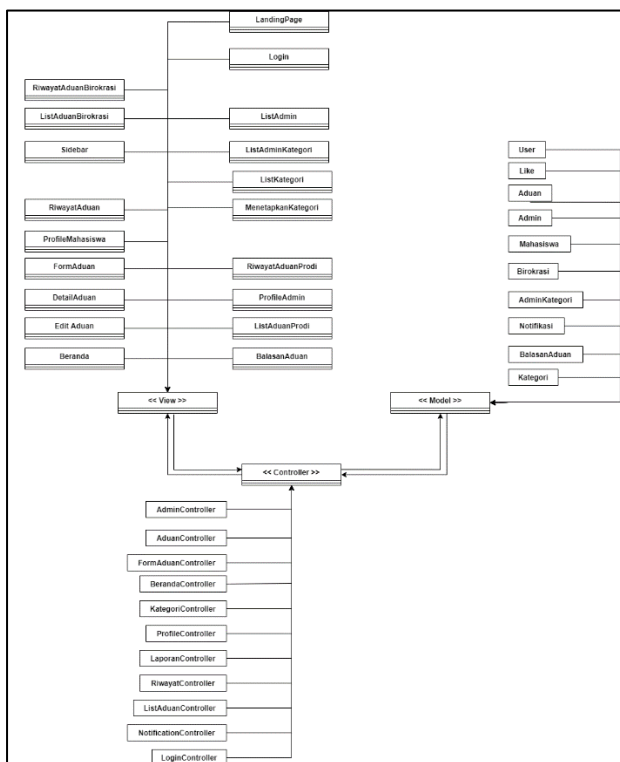 LandingPage
Login
RiwayatAduanBirokrasi
ListAduanBirokrasi
ListAdmin
Sidebar
ListAdminKategori
ListKategori
RiwayatAduan
MenetapkanKategori
ProfileMahasiswa
FormAduan
RiwayatAduanProdi
DetailAduan
ProfileAdmin
Edit Aduan
ListAduanProdi
Beranda
BalasanAduan
User
Like
Aduan
Admin
Mahasiswa
Birokrasi
AdminKategori
Notifikasi
BalasanAduan
Kategori
<< View >>
<< Model >>
<< Controller >>
AdminController
AduanController
FormAduanController
BerandaController
KategoriController
ProfileController
LaporanController
RiwayatController
ListAduanController
NotificationController
LoginController